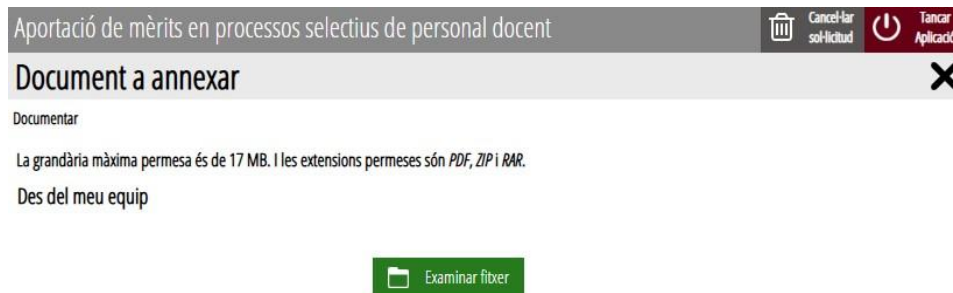 Aportació de mèrits en processos selectius de personal docent
Cancel·lar
sol·licitud
Tancar
Aplicació
Document a annexar
Documentar
La grandària màxima permesa és de 17 MB. I les extensions permeses són PDF, ZIP i RAR.
Des del meu equip
Examinar fitxer